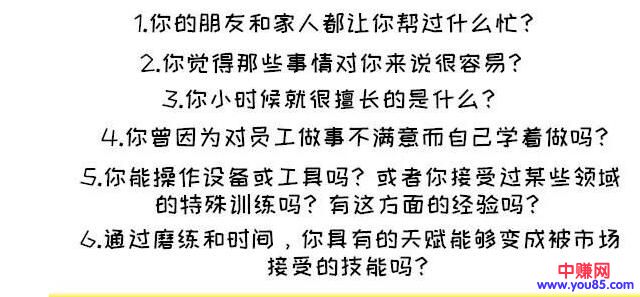 1.你的朋友和家人都让你帮过什么忙?
2.你觉得那些事情对你来说很容易?
3.你小时候就很擅长的是什么?
4.你曾因为对员工做事不满意而自己学着做吗?
5.你能操作设备或工具吗? 或者你接受过某些领域
的特殊训练吗? 有这方面的经验吗?
6.通过磨练和时间，你具有的天赋能够变成被市场
接受的技能吗?
中赚网
www.you85.com